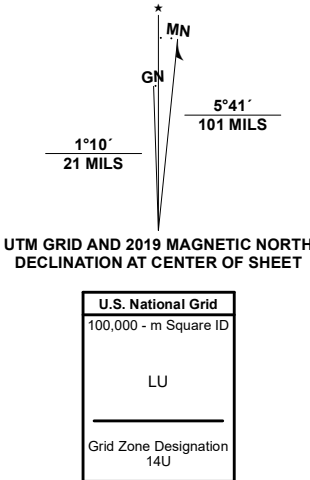 ★
MN
GN
5°41´
101 MILS
1°10´
21 MILS
UTM GRID AND 2019 MAGNETIC NORTH
DECLINATION AT CENTER OF SHEET
U.S. National Grid
100,000 - m Square ID
LU
Grid Zone Designation
14U